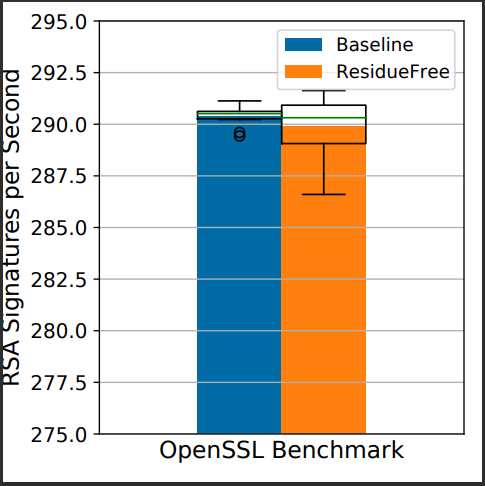 295.0
292.5
290.0
287.5
285.0
282.5
280.0
277.5
275.0
RSA Signatures per Second
Baseline
ResidueFree
OpenSSL Benchmark